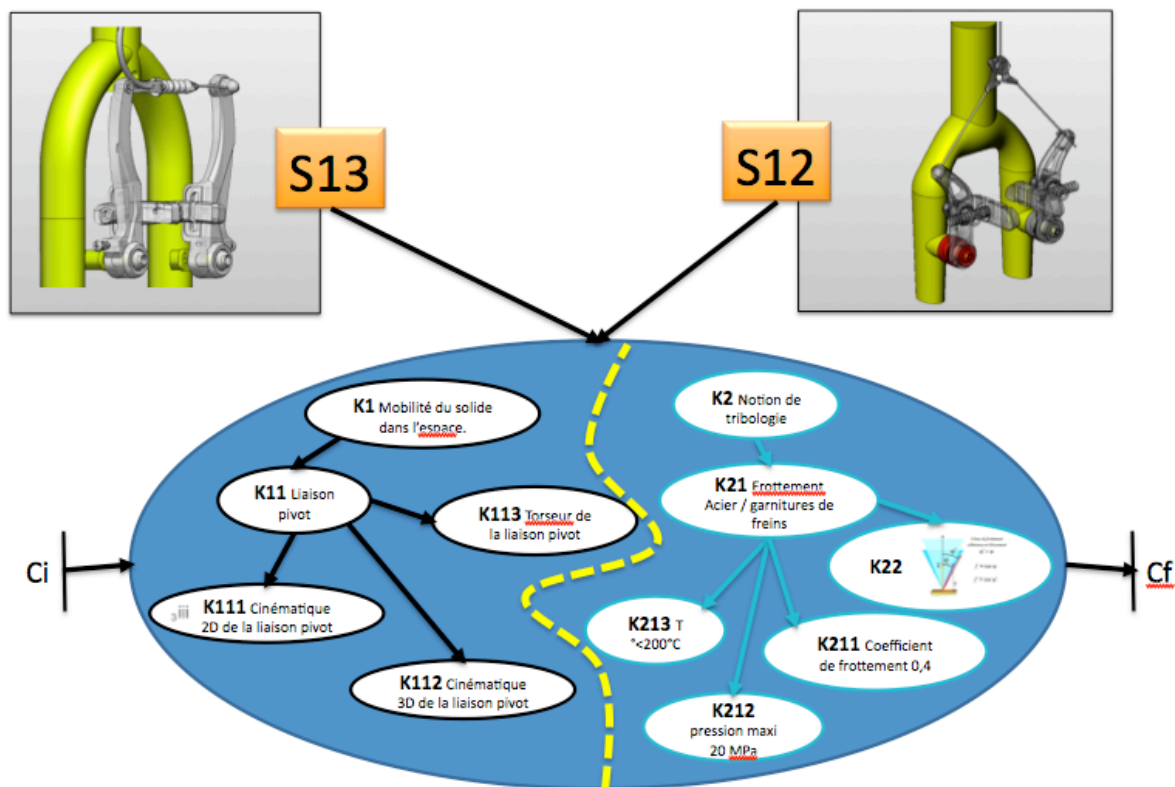 S13
S12
K1 Mobilité du solide
dans l'espace.
K2 Notion de
tribologie
K11 Liaison
pivot
K21 Frottement
Acier / garnitures de
freins
K113 Torseur de
la liaison pivot
K22
Ci
Cf
K111 Cinématique
2D de la liaison pivot
K213 T
°<200°C
K211 Coefficient
de frottement 0,4
K112 Cinématique
3D de la liaison pivot
K212
pression maxi
20 MPa